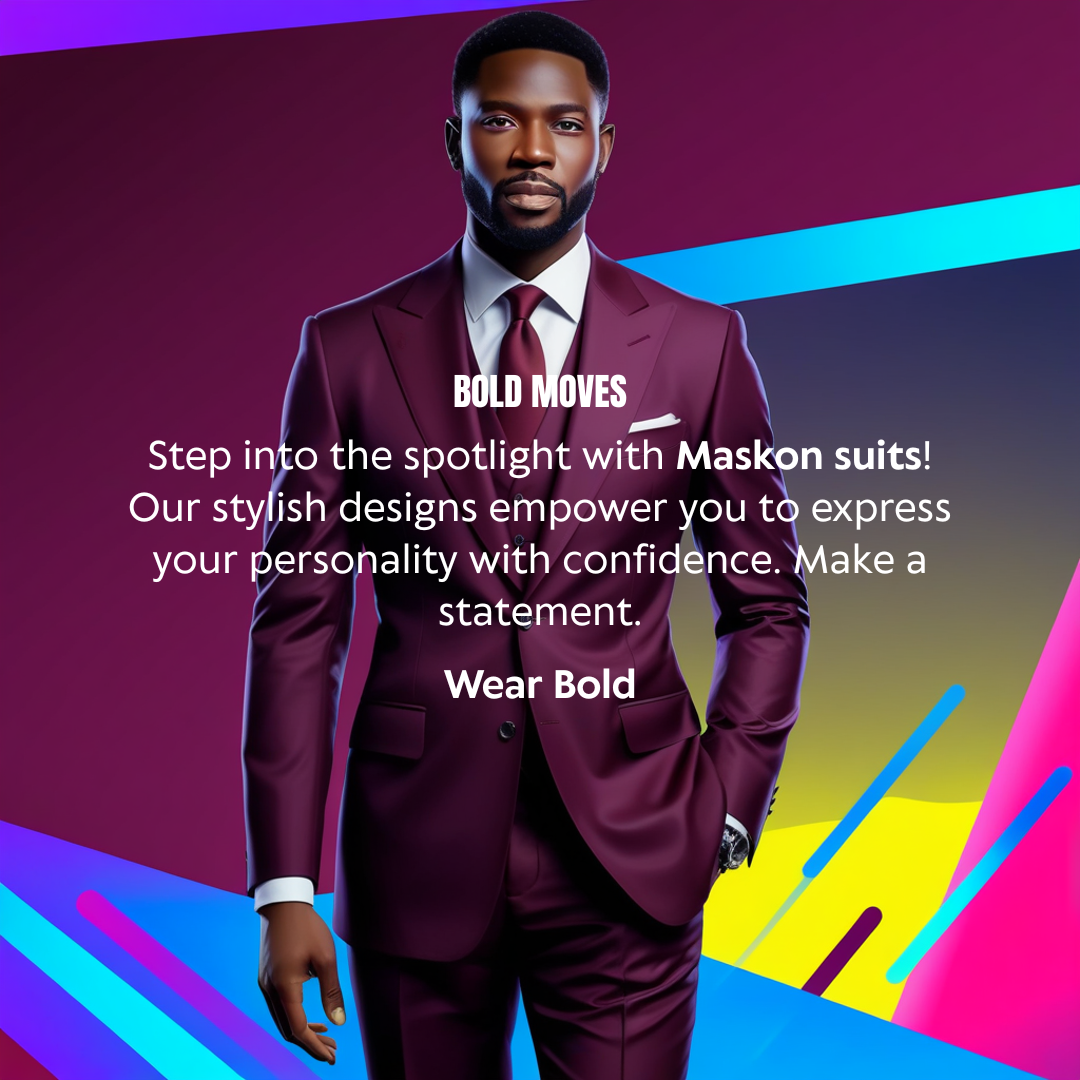 BOLD MOVES
Step into the spotlight with Maskon suits!
Our stylish designs empower you to express
your personality with confidence. Make a
statement.
Wear Bold